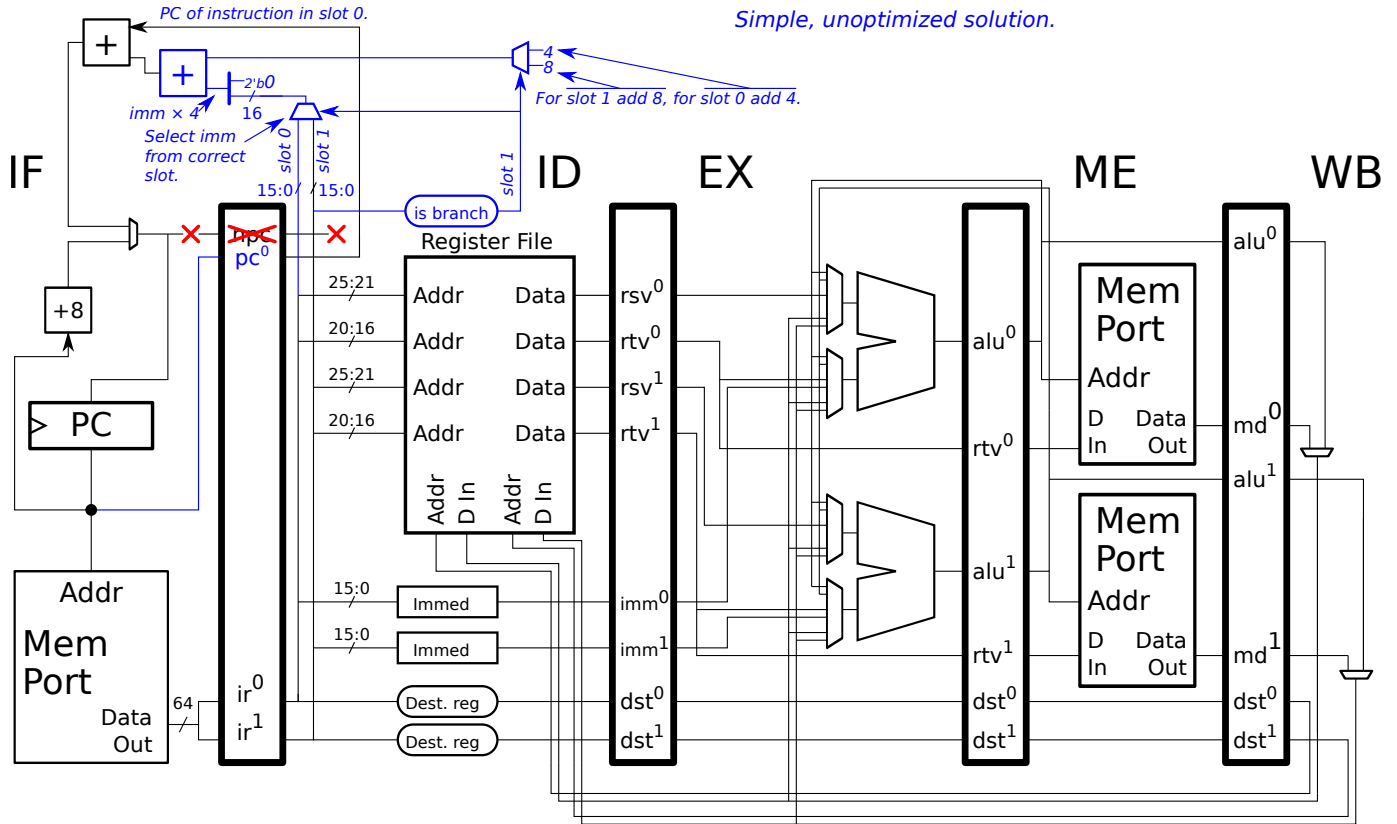 PC of instruction in slot 0.
Simple, unoptimized solution.
+
+
4
8
2'b0
imm × 4
16
For slot 1 add 8, for slot 0 add 4.
Select imm
from correct
slot.
slot 0
slot 1
slot 1
IF
ID
EX
ME
WB
15:0
15:0
is branch
npc
pc0
Register File
+8
PC
25:21
Addr
Data
20:16
Addr
Data
25:21
Addr
Data
20:16
Addr
Data
Addr
D In
Addr
D In
rsv0
rtv0
rsv1
rtv1
alu0
rtv0
alu1
rtv1
Mem
Port
Addr
D
In
Data
Out
Mem
Port
Addr
D
In
Data
Out
alu0
md0
alu1
md1
Addr
Mem
Port
Data
Out
64
ir0
ir1
15:0
Immed
imm0
15:0
Immed
imm1
Dest. reg
dst0
dst0
dst0
Dest. reg
dst1
dst1
dst1